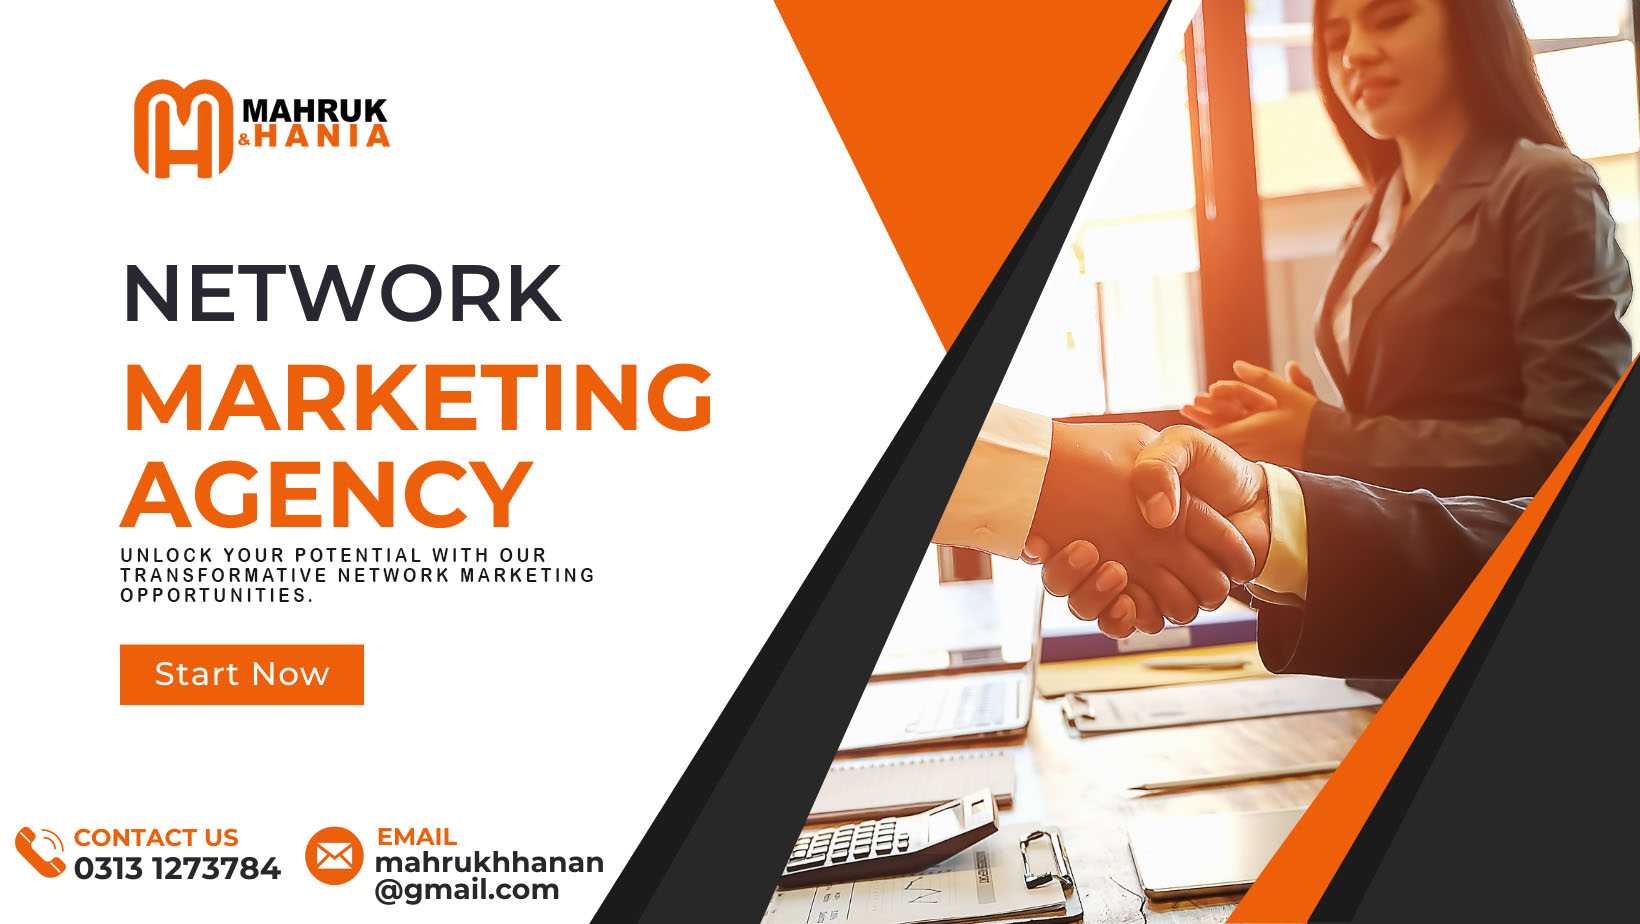 MAHRUK
&HANIA
NETWORK
MARKETING
AGENCY
UNLOCK YOUR POTENTIAL WITH OUR
TRANSFORMATIVE NETWORK MARKETING
OPPORTUNITIES.
Start Now
CONTACT US
0313 1273784
EMAIL
mahrukhhanan
@gmail.com